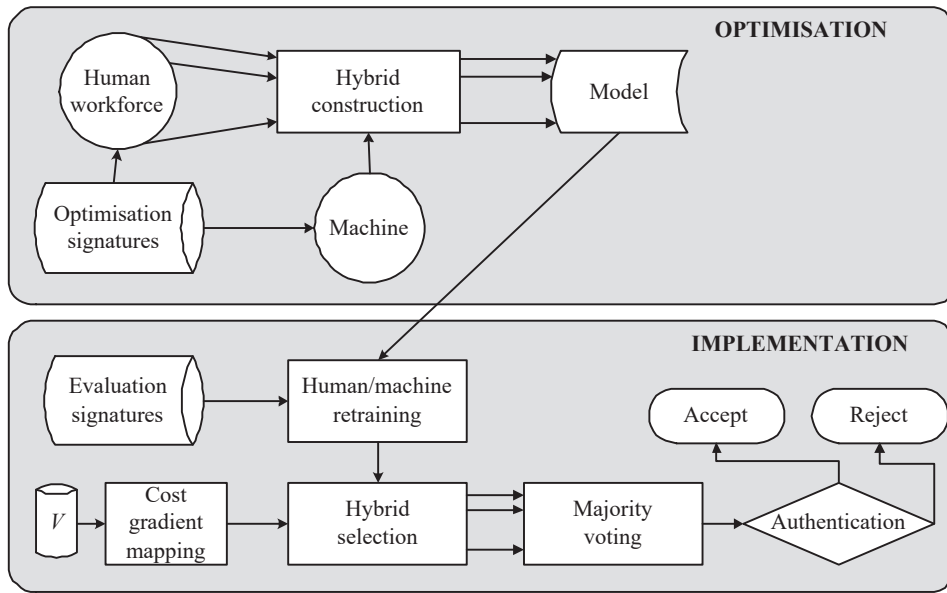 OPTIMISATION
Human
workforce
Hybrid
construction
Model
Optimisation
signatures
Machine
IMPLEMENTATION
Evaluation
signatures
Human/machine
retraining
Accept
Reject
V
Cost
gradient
mapping
Hybrid
selection
Majority
voting
Authentication